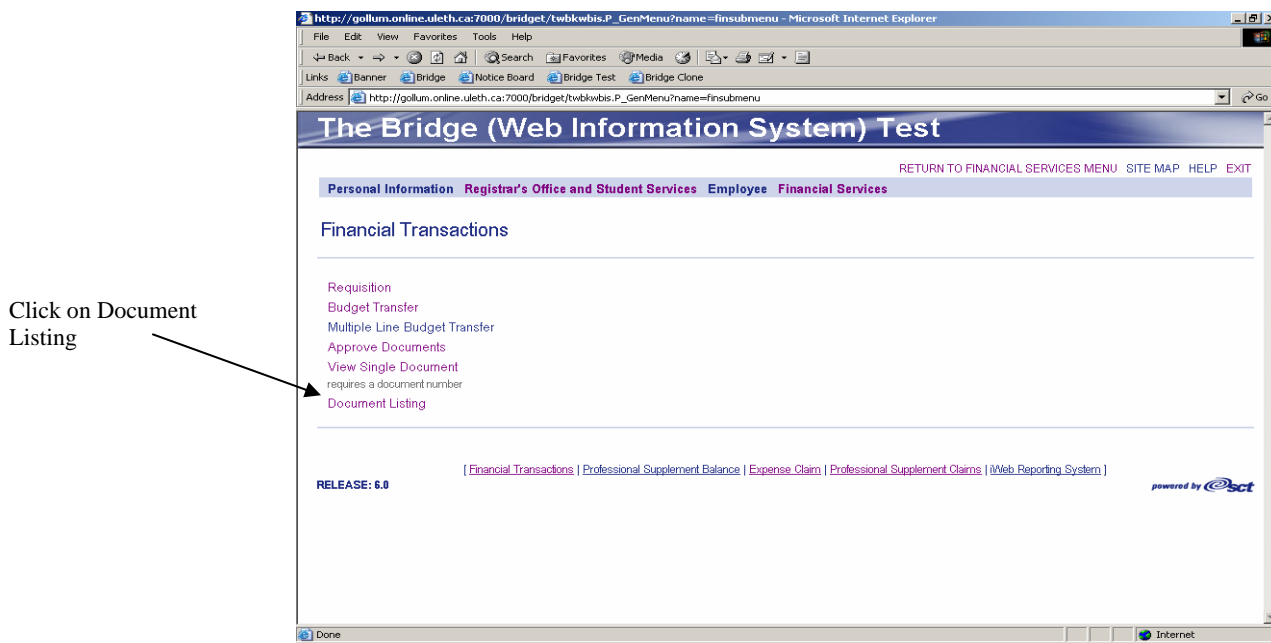 http://gollum.online.uleth.ca:7000/bridget/twbkwbis.P_GenMenu?name=finsubmenu - Microsoft Internet Explorer
File Edit View Favorites Tools Help
Back Search Favorites Media
Links Banner Bridge Notice Board Bridge Test Bridge Clone
Address http://gollum.online.uleth.ca:7000/bridget/twbkwbis.P_GenMenu?name=finsubmenu Go
The Bridge (Web Information System) Test
RETURN TO FINANCIAL SERVICES MENU SITE MAP HELP EXIT
Personal Information Registrar's Office and Student Services Employee Financial Services
Financial Transactions
Requisition
Budget Transfer
Multiple Line Budget Transfer
Approve Documents
View Single Document
requires a document number
Document Listing
Click on Document
Listing
[ Financial Transactions | Professional Supplement Balance | Expense Claim | Professional Supplement Claims | iWeb Reporting System ]
RELEASE: 6.0
powered by sct
Done Internet